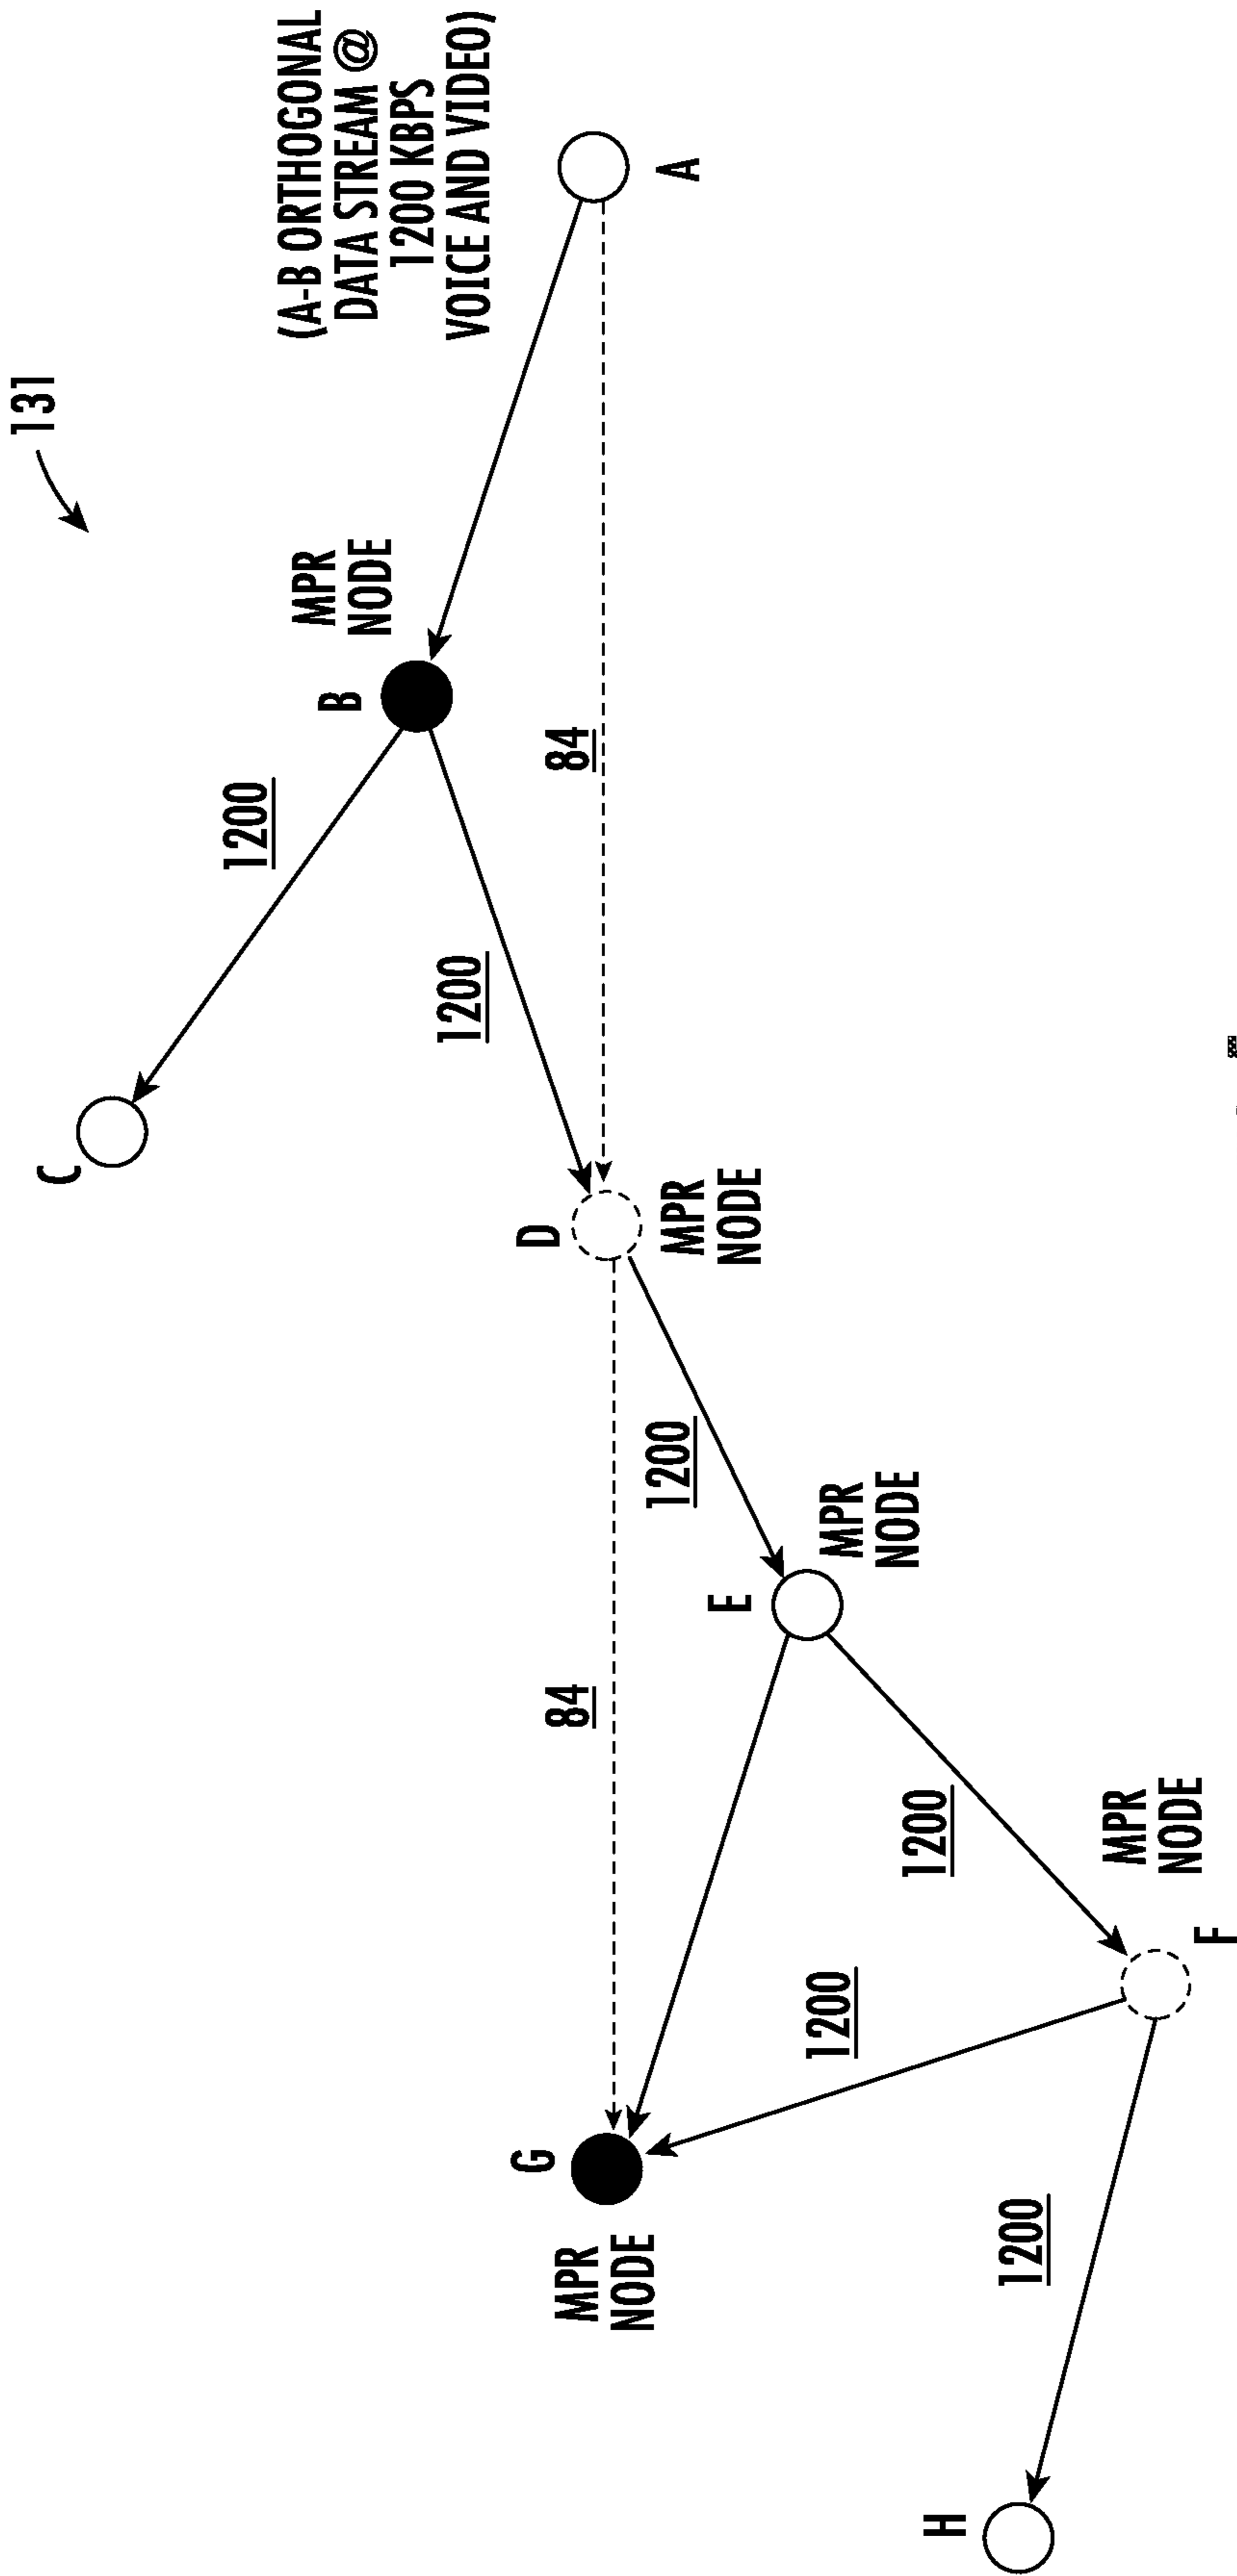 131
C
1200
(A-B ORTHOGONAL
DATA STREAM @
1200 KBPS
VOICE AND VIDEO)
MPR
NODE
B
1200
G
D
84
84
MPR
NODE
1200
MPR
NODE
A
E
MPR
NODE
1200
1200
H
1200
MPR
NODE
F